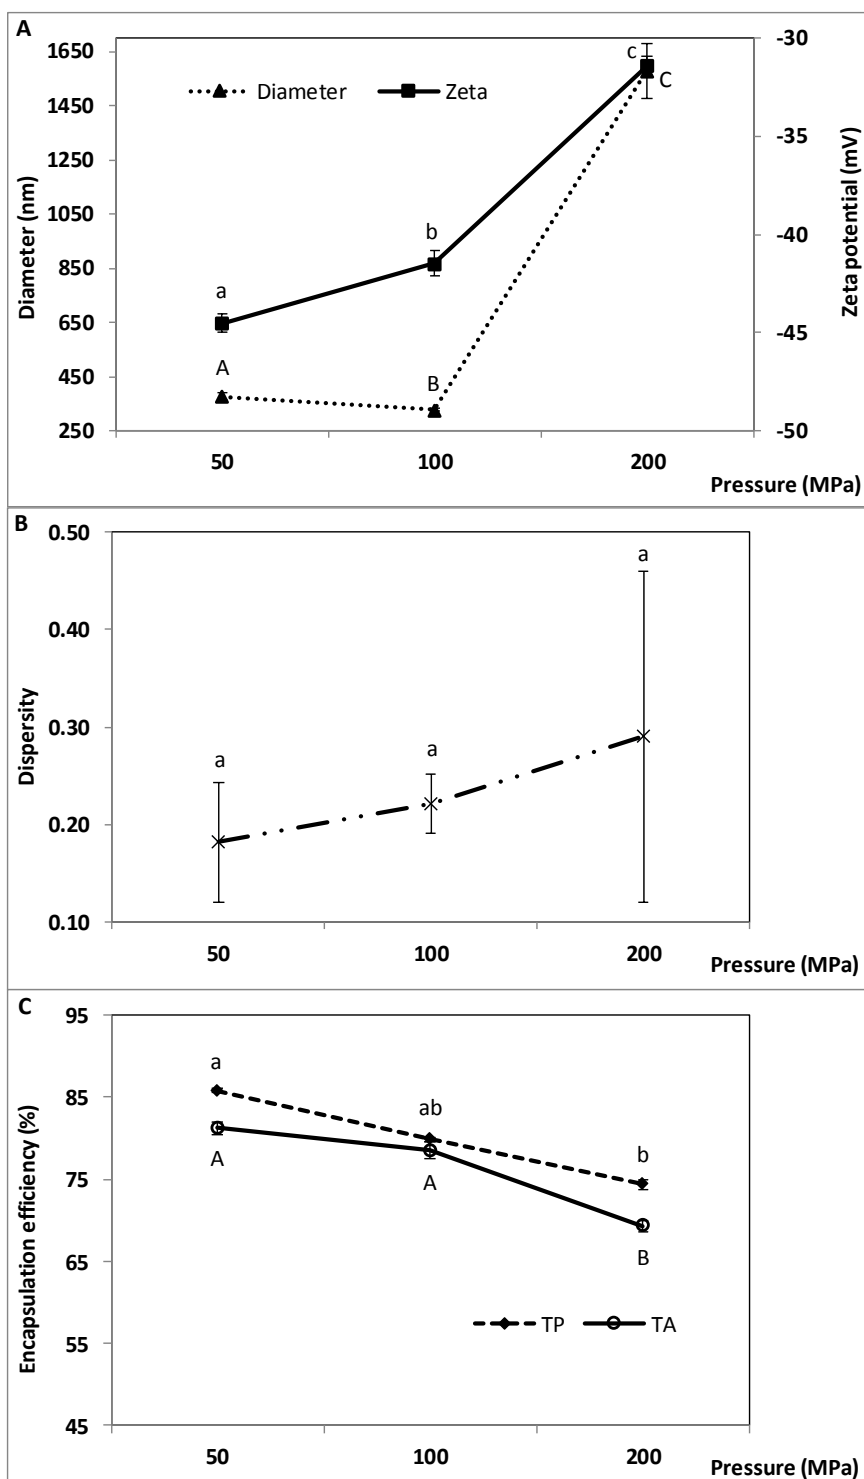 A
1650
1450
1250
1050
850
650
450
250
Diameter (nm)
Diameter
Zeta
a
b
c
A
B
C
-30
-35
-40
-45
-50
Zeta potential (mV)
50
100
200
Pressure (MPa)
B
0.50
0.40
0.30
0.20
0.10
Dispersity
a
a
a
50
100
200
Pressure (MPa)
C
95
85
75
65
55
45
Encapsulation efficiency (%)
a
ab
b
A
A
B
TP
TA
50
100
200
Pressure (MPa)